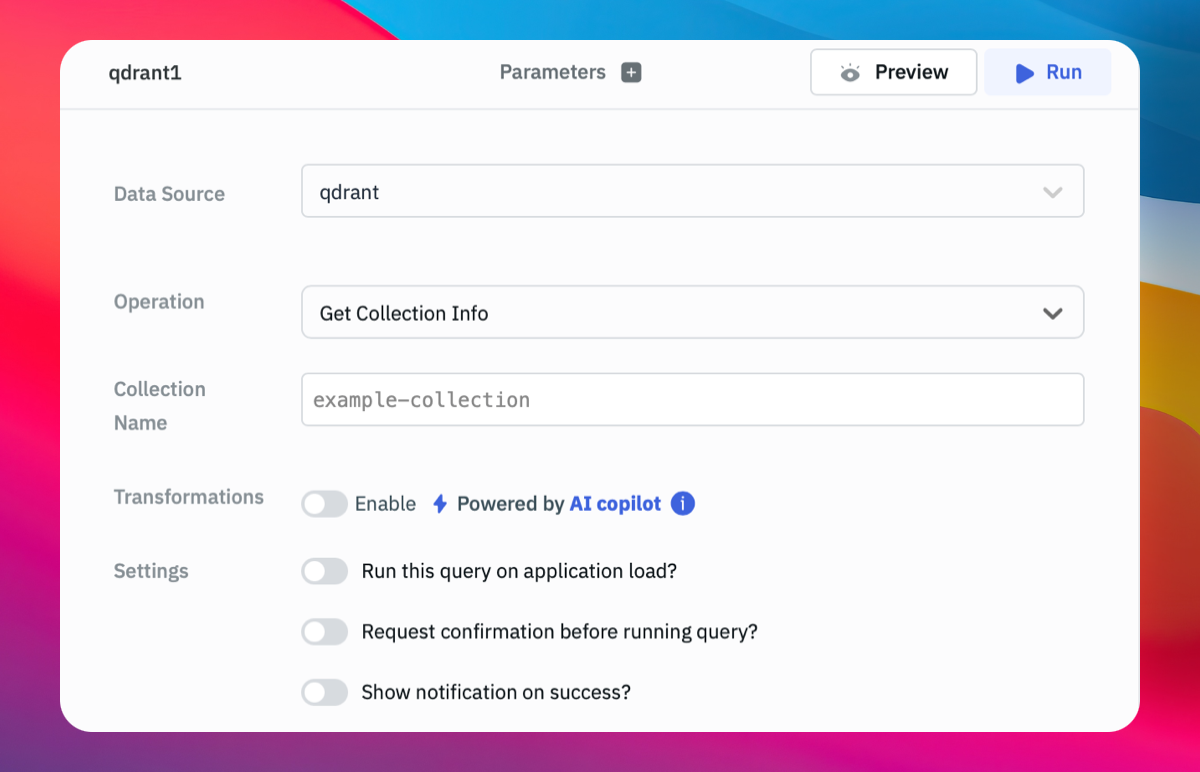 qdrant1
Parameters
Preview
Run
Data Source
qdrant
Operation
Get Collection Info
Collection
Name
example-collection
Transformations
Enable
Powered by AI copilot
Settings
Run this query on application load?
Request confirmation before running query?
Show notification on success?